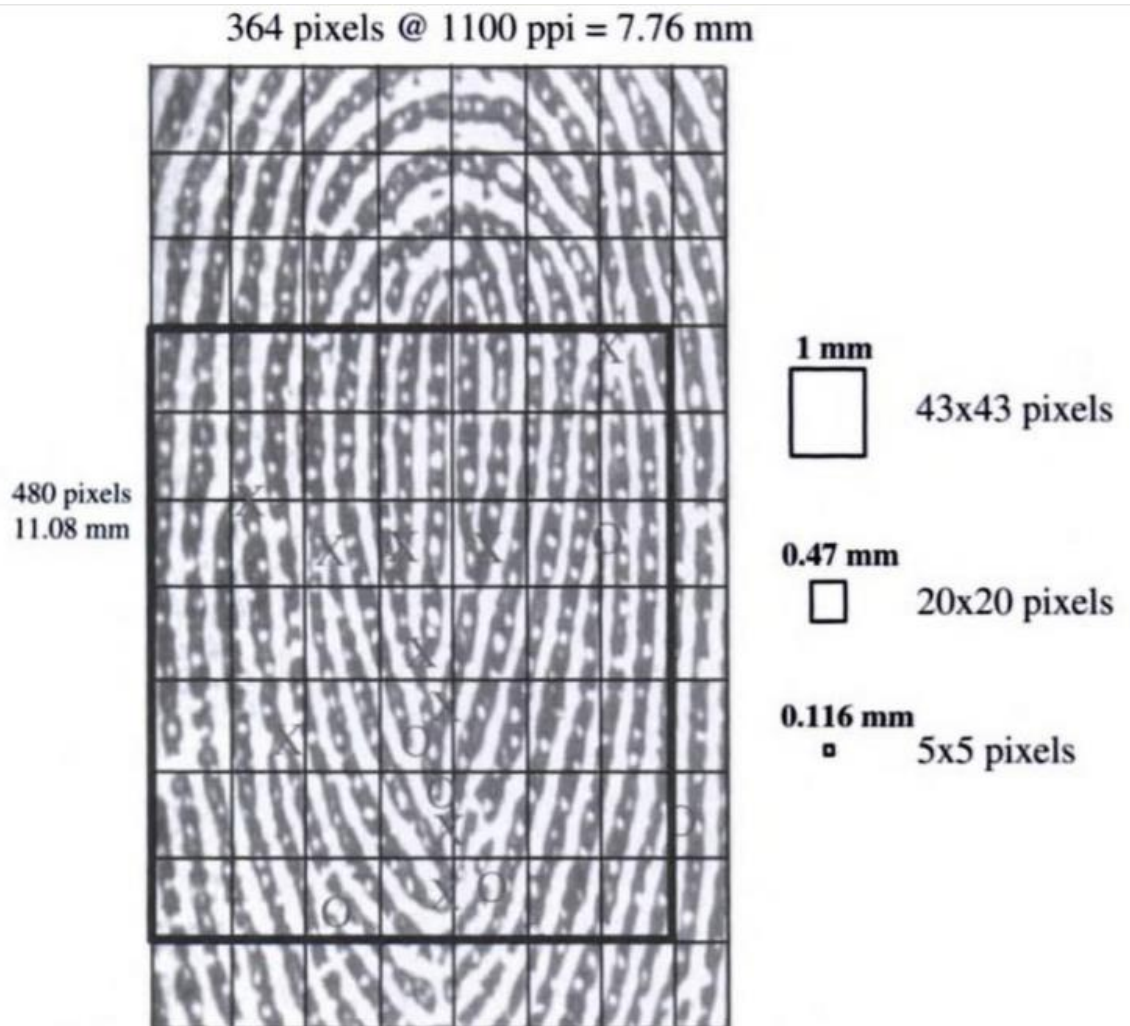 364 pixels @ 1100 ppi = 7.76 mm
480 pixels
11.08 mm
1 mm
43x43 pixels
0.47 mm
20x20 pixels
0.116 mm
5x5 pixels
X
X
X
X
X
O
X
X
X
O
O
X
O
X
O
O